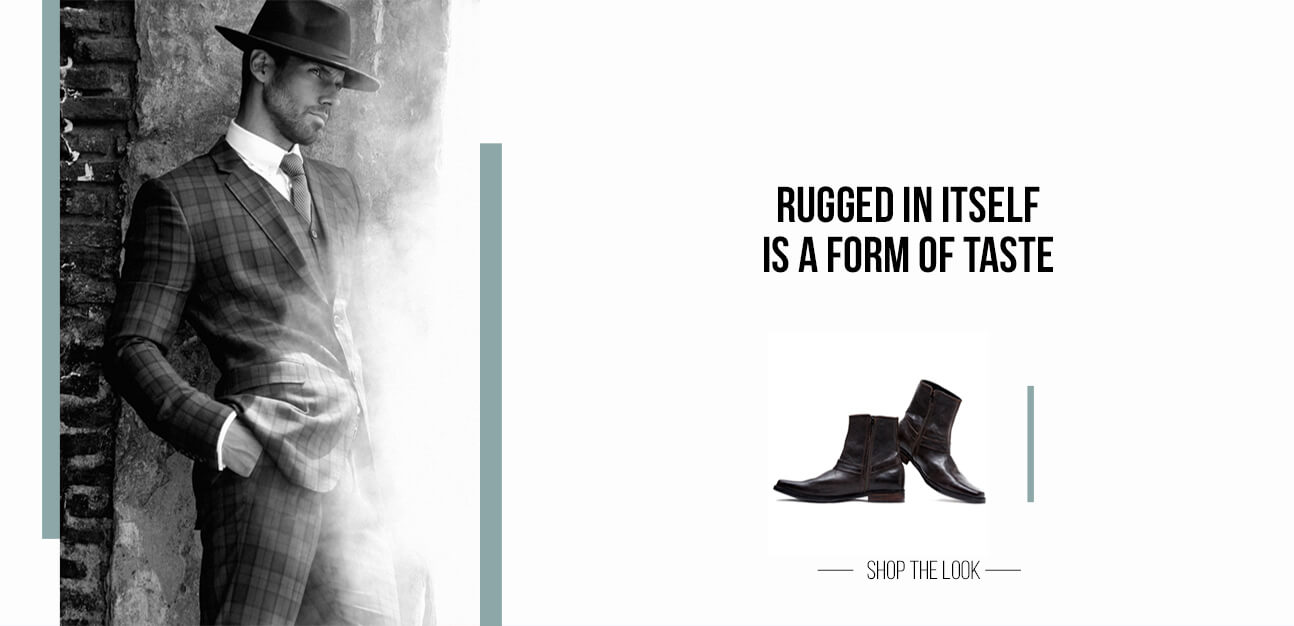 RUGGED IN ITSELF
IS A FORM OF TASTE
SHOP THE LOOK